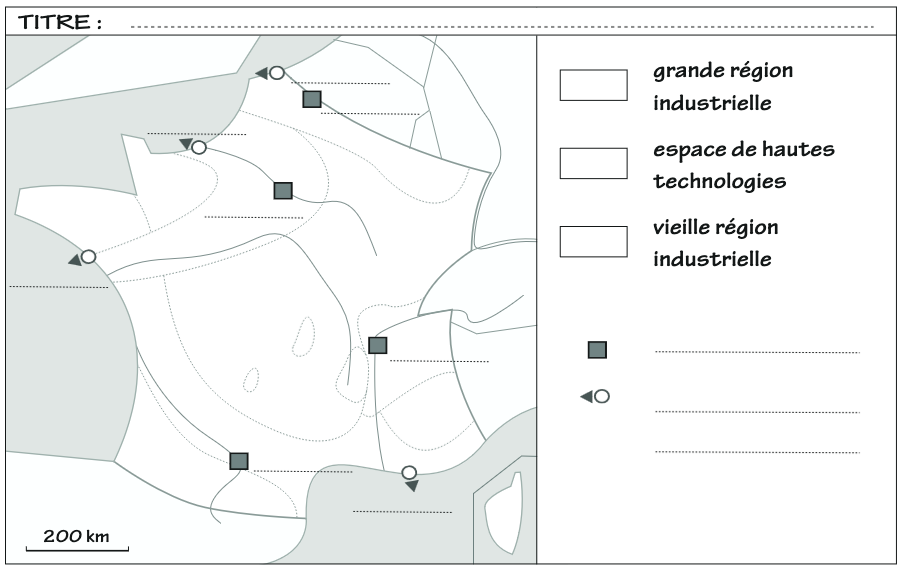 TITRE :
grande région
industrielle
espace de hautes
technologies
vieille région
industrielle
200 km